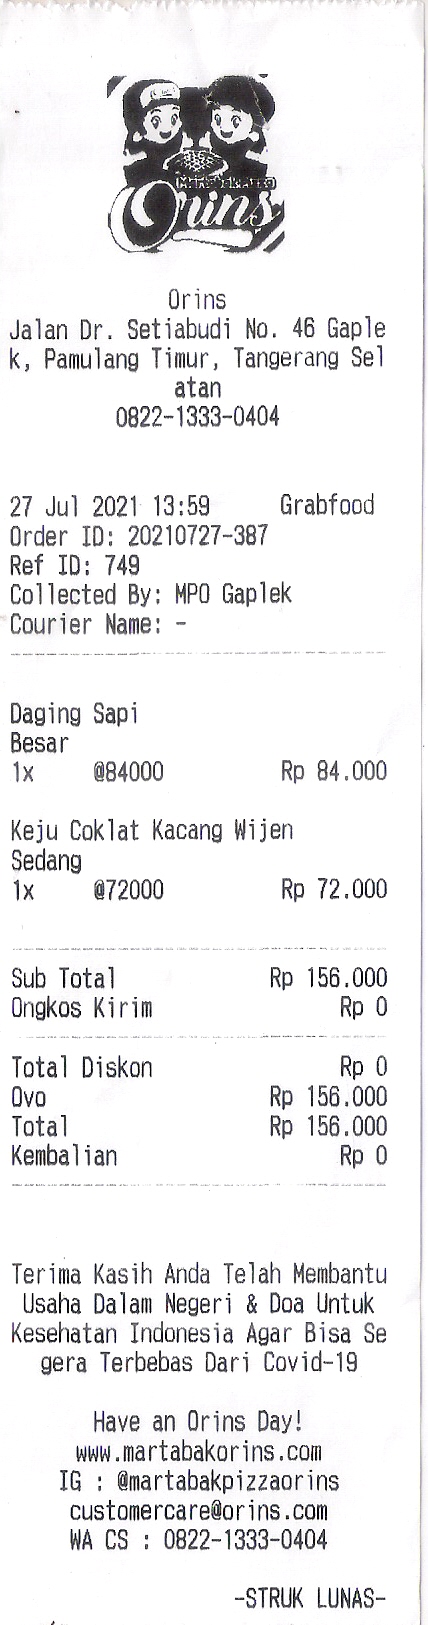 Orins
Orins
Jalan Dr. Setiabudi No. 46 Gaple
k, Pamulang Timur, Tangerang Sel
atan
0822-1333-0404
27 Jul 2021 13:59 Grabfood
Order ID: 20210727-387
Ref ID: 749
Collected By: MPO Gaplek
Courier Name: -
Daging Sapi
Besar
1x @84000 Rp 84.000
Keju Coklat Kacang Wijen
Sedang
1x @72000 Rp 72.000
Sub Total Rp 156.000
Ongkos Kirim Rp 0
Total Diskon Rp 0
Ovo Rp 156.000
Total Rp 156.000
Kembalian Rp 0
Terima Kasih Anda Telah Membantu
Usaha Dalam Negeri & Doa Untuk
Kesehatan Indonesia Agar Bisa Se
gera Terbebas Dari Covid-19
Have an Orins Day!
www.martabakorins.com
IG : @martabakpizzaorins
customercare@orins.com
WA CS : 0822-1333-0404
-STRUK LUNAS-